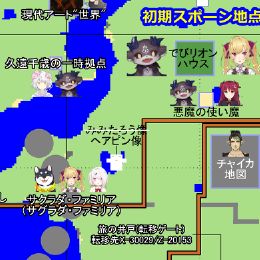 現代アート"世界"
初期スポーン地点
久遠千歳の一時拠点
でびリオン
ハウス
悪魔の使い魔
みみたろう像
ヘアピン像
チャイカ
地図
サクラダ・ファミリア
(サグラダ・ファミリア)
旅の井戸(転移ゲート)
転移先X-30029/Z-20153